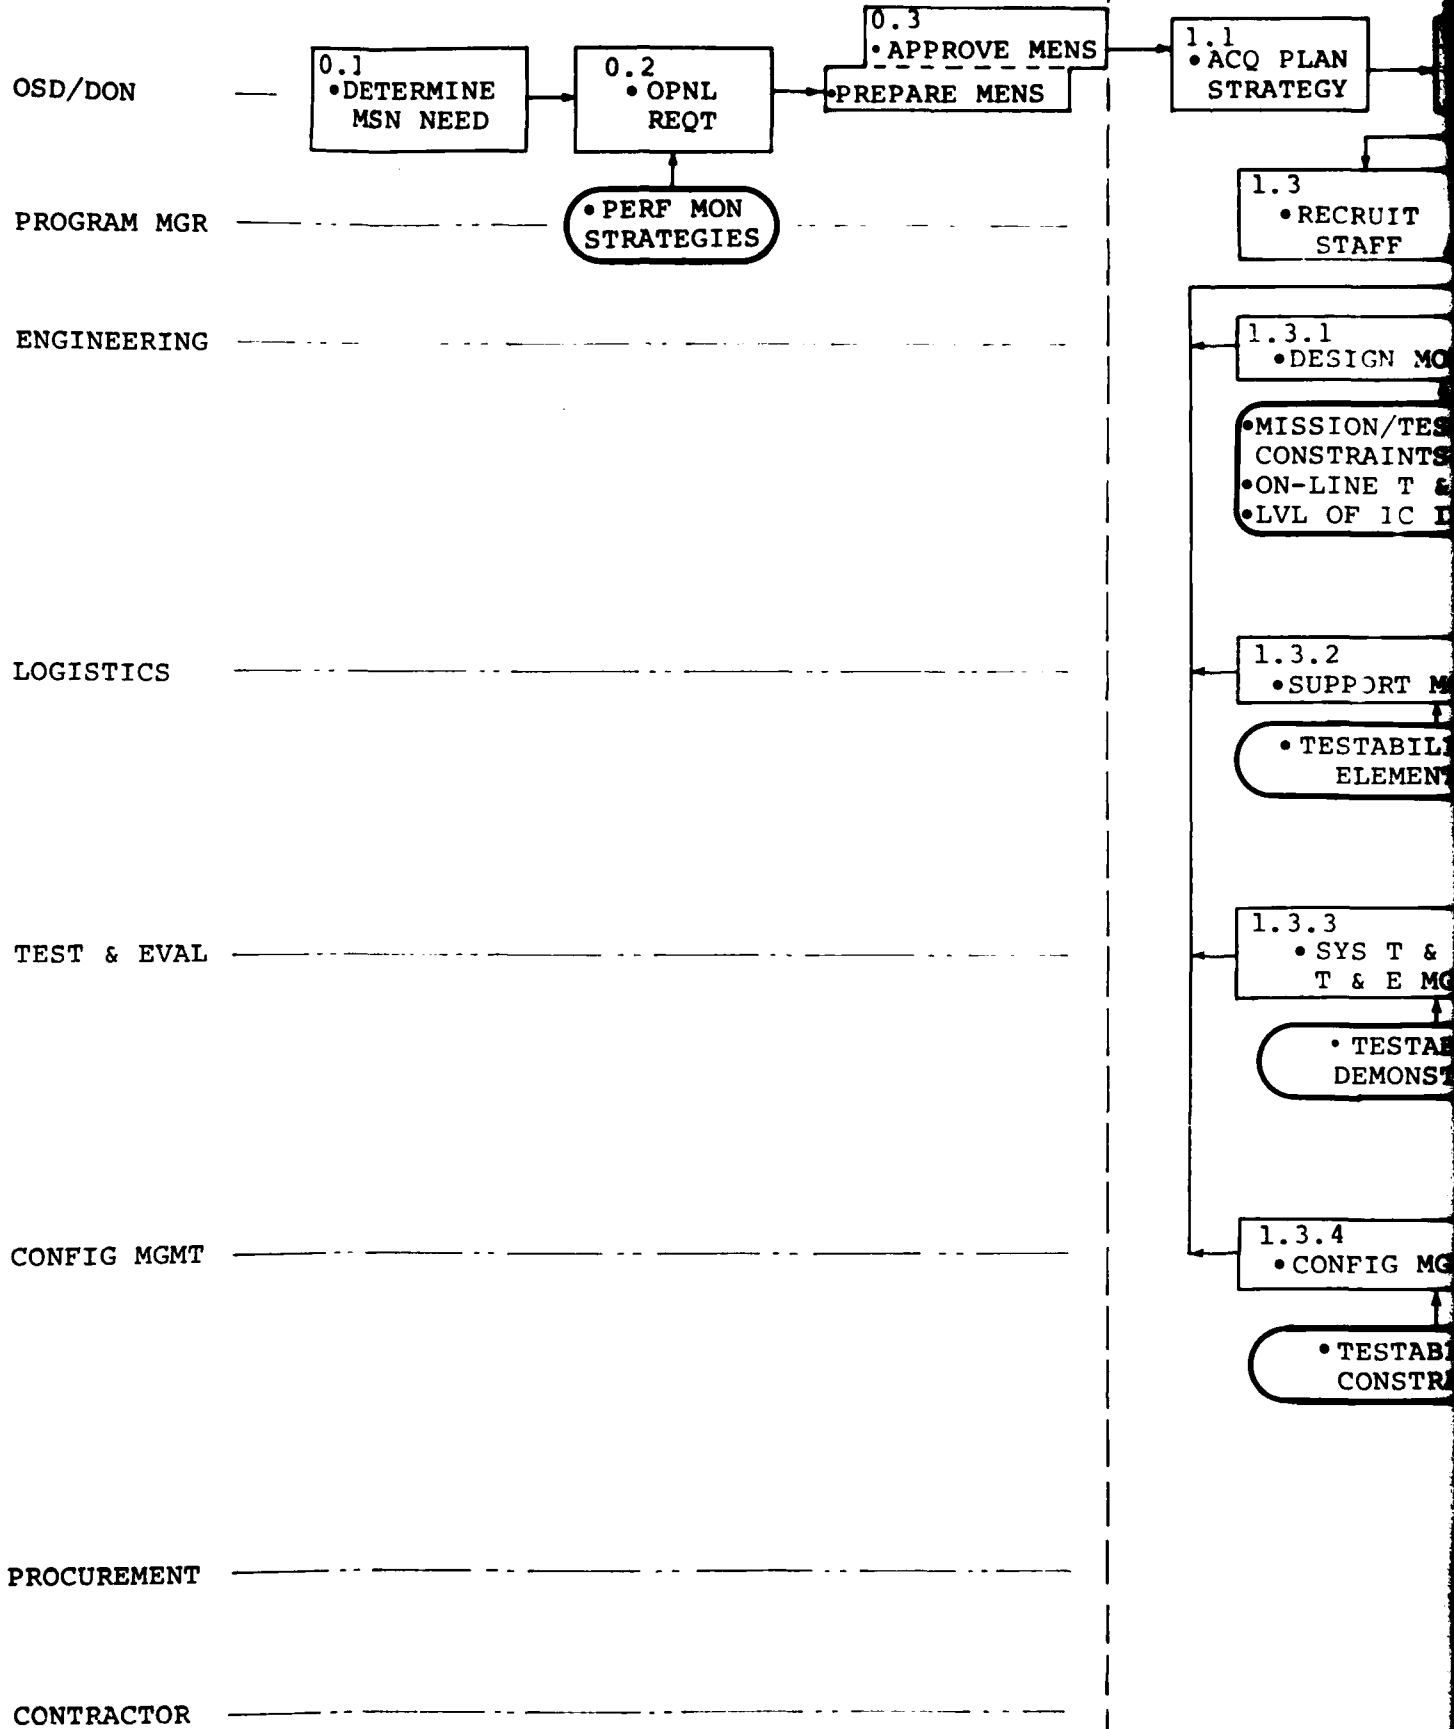 OSD/DON
0.1
•DETERMINE
MSN NEED
0.2
• OPNL
REQT
0.3
• APPROVE MENS
•PREPARE MENS
1.1
• ACQ PLAN
STRATEGY
PROGRAM MGR
• PERF MON
STRATEGIES
1.3
• RECRUIT
STAFF
ENGINEERING
1.3.1
•DESIGN
•MISSION/TES
CONSTRAINTS
•ON-LINE T &
•LVL OF IC
LOGISTICS
1.3.2
•SUPPORT
• TESTABILI
ELEMENT
TEST & EVAL
1.3.3
• SYS T &
T & E MG
• TESTAB
DEMONST
CONFIG MGMT
1.3.4
• CONFIG MG
• TESTABI
CONSTRA
PROCUREMENT
CONTRACTOR